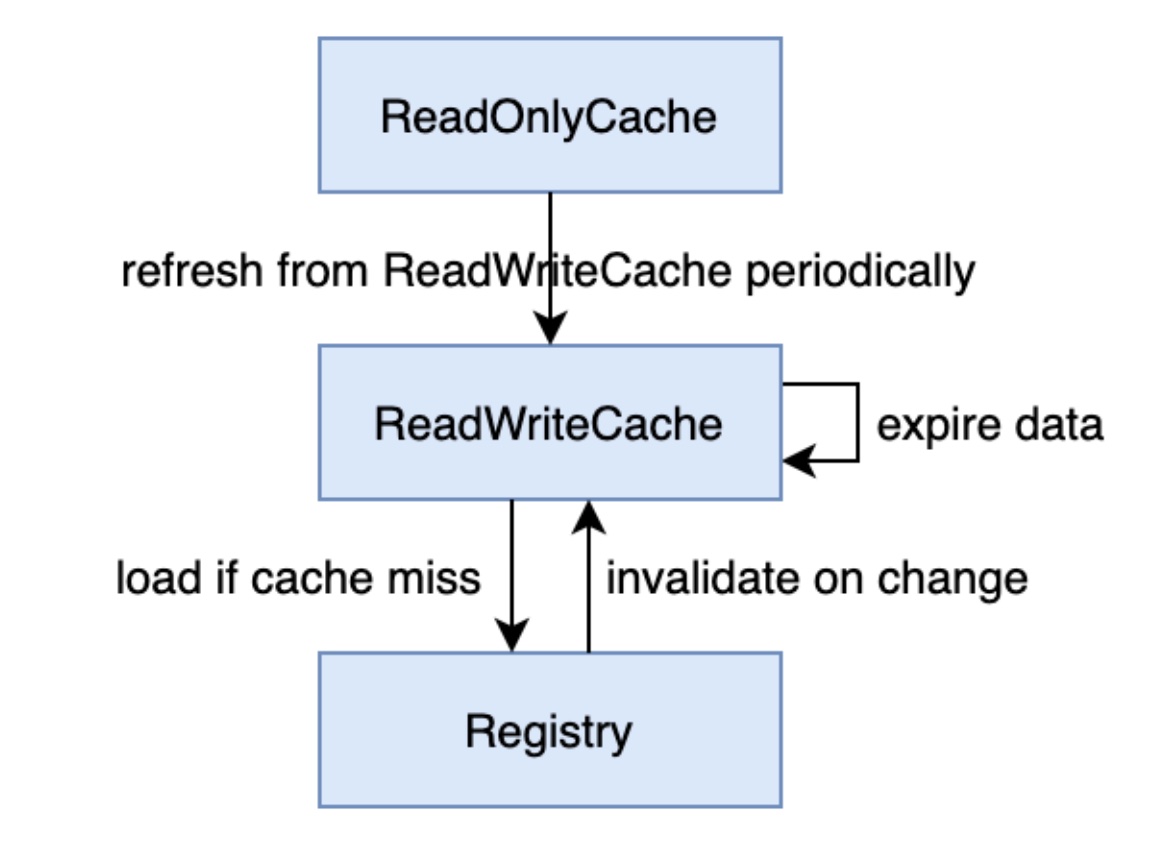 ReadOnlyCache
refresh from ReadWriteCache periodically
ReadWriteCache
expire data
load if cache miss
invalidate on change
Registry